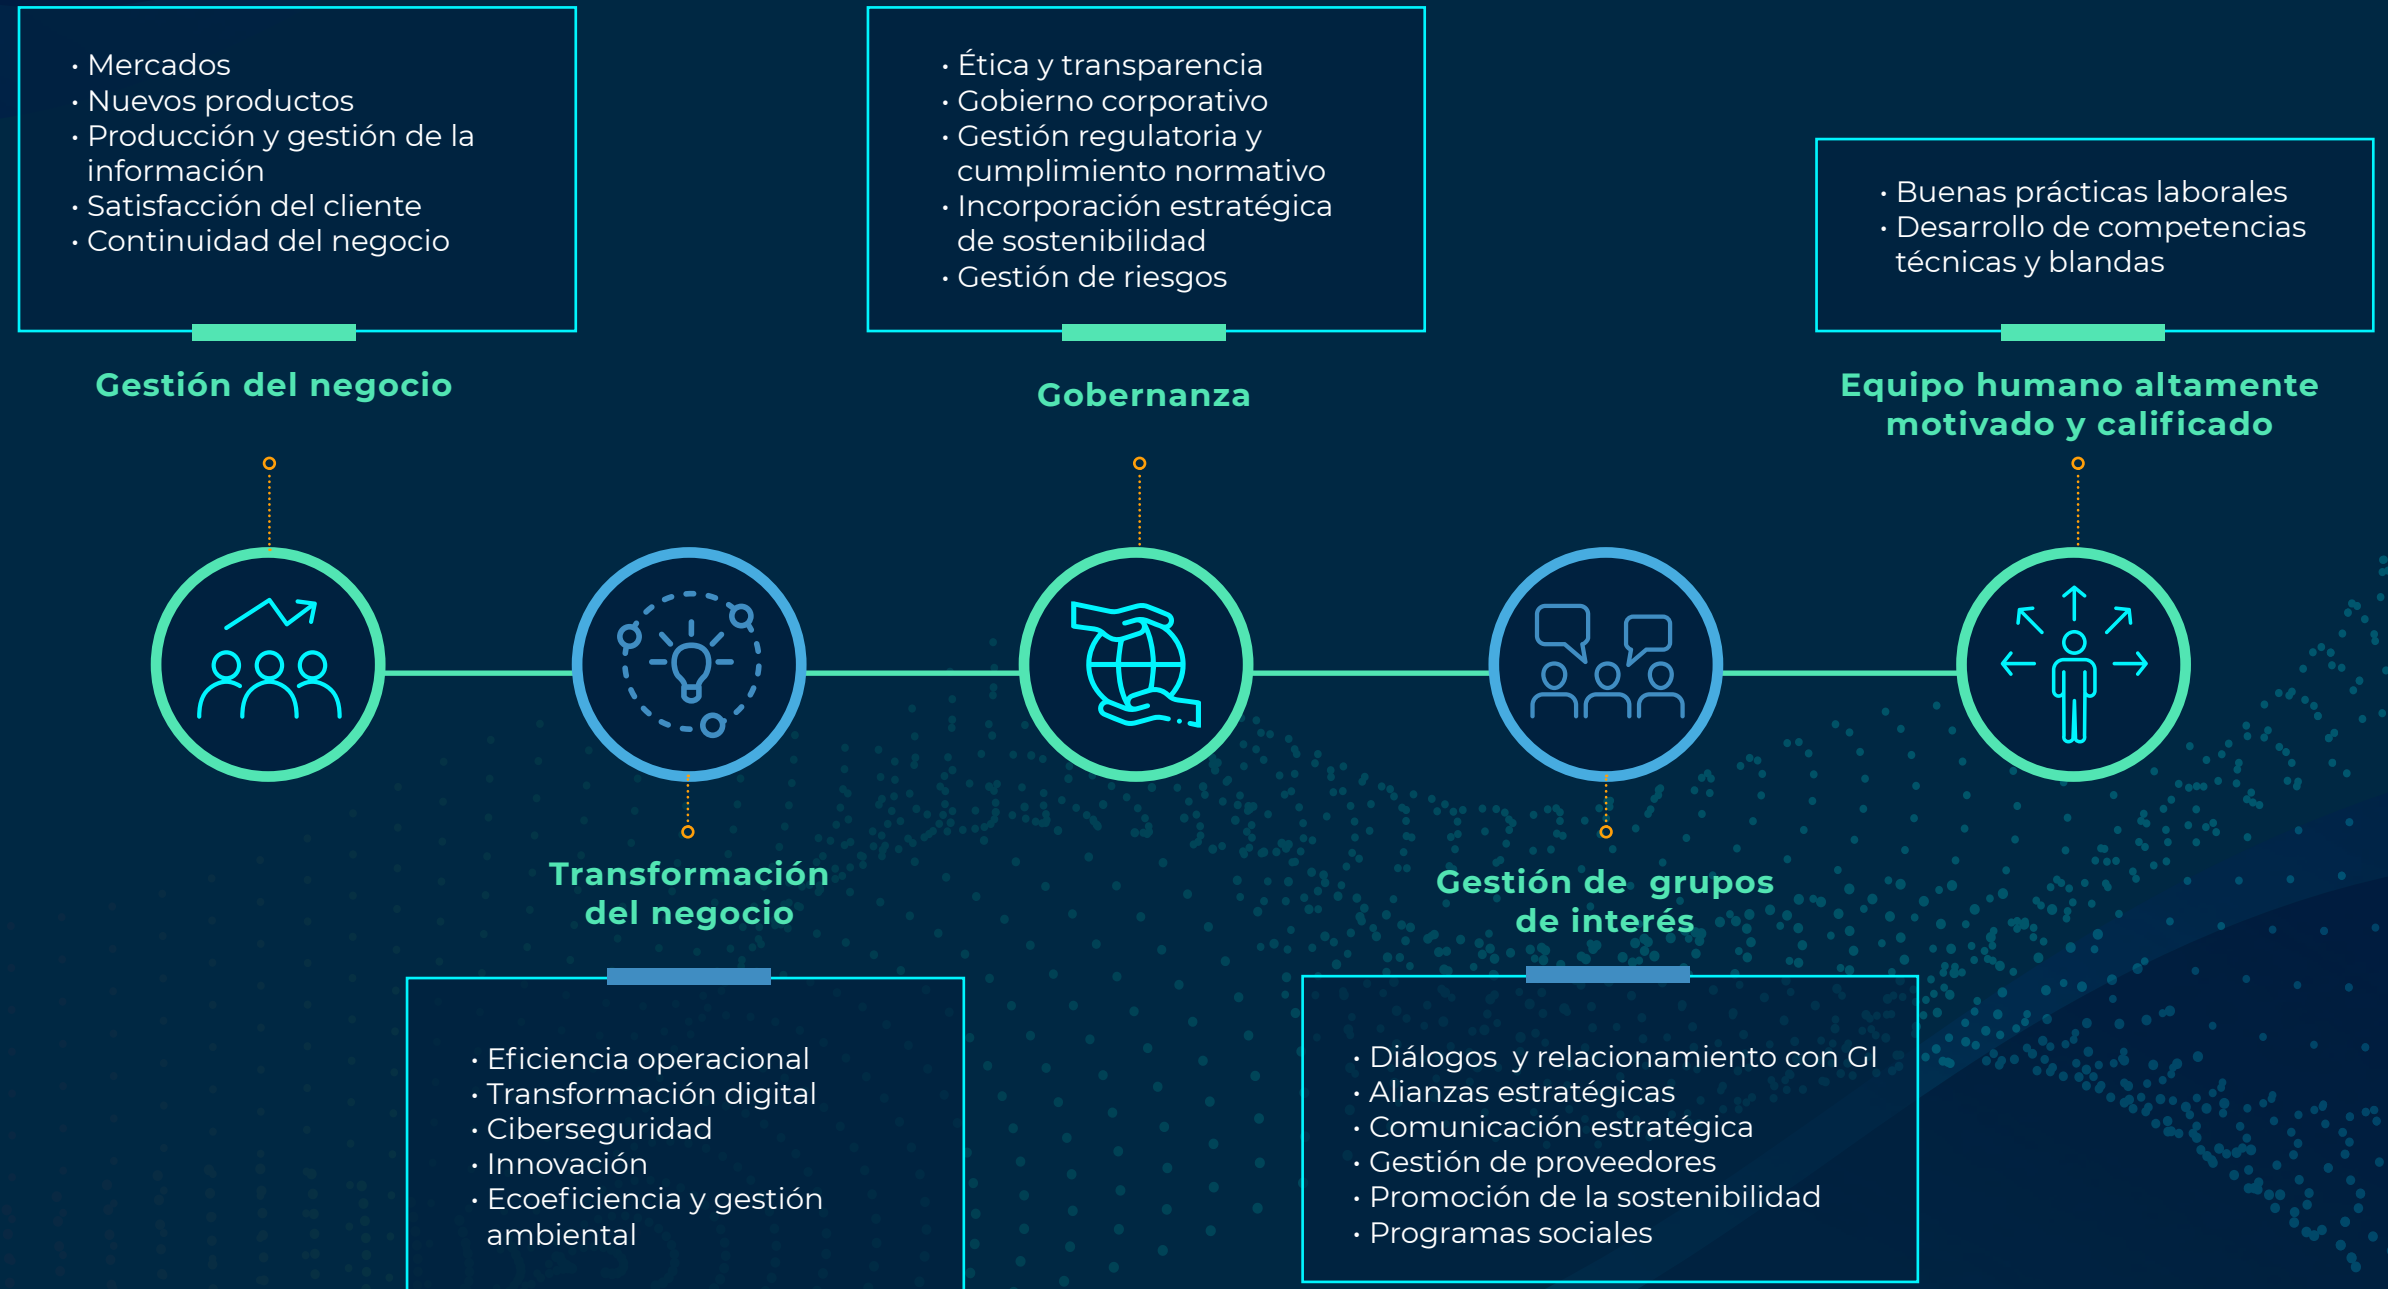 • Mercados
• Nuevos productos
• Producción y gestión de la
información
• Satisfacción del cliente
• Continuidad del negocio
Gestión del negocio
• Ética y transparencia
• Gobierno corporativo
• Gestión regulatoria y
cumplimiento normativo
• Incorporación estratégica
de sostenibilidad
• Gestión de riesgos
Gobernanza
• Buenas prácticas laborales
• Desarrollo de competencias
técnicas y blandas
Equipo humano altamente
motivado y calificado
Transformación
del negocio
• Eficiencia operacional
• Transformación digital
• Ciberseguridad
• Innovación
• Ecoeficiencia y gestión
ambiental
Gestión de  grupos
de interés
• Diálogos  y relacionamiento con GI
• Alianzas estratégicas
• Comunicación estratégica
• Gestión de proveedores
• Promoción de la sostenibilidad
• Programas sociales